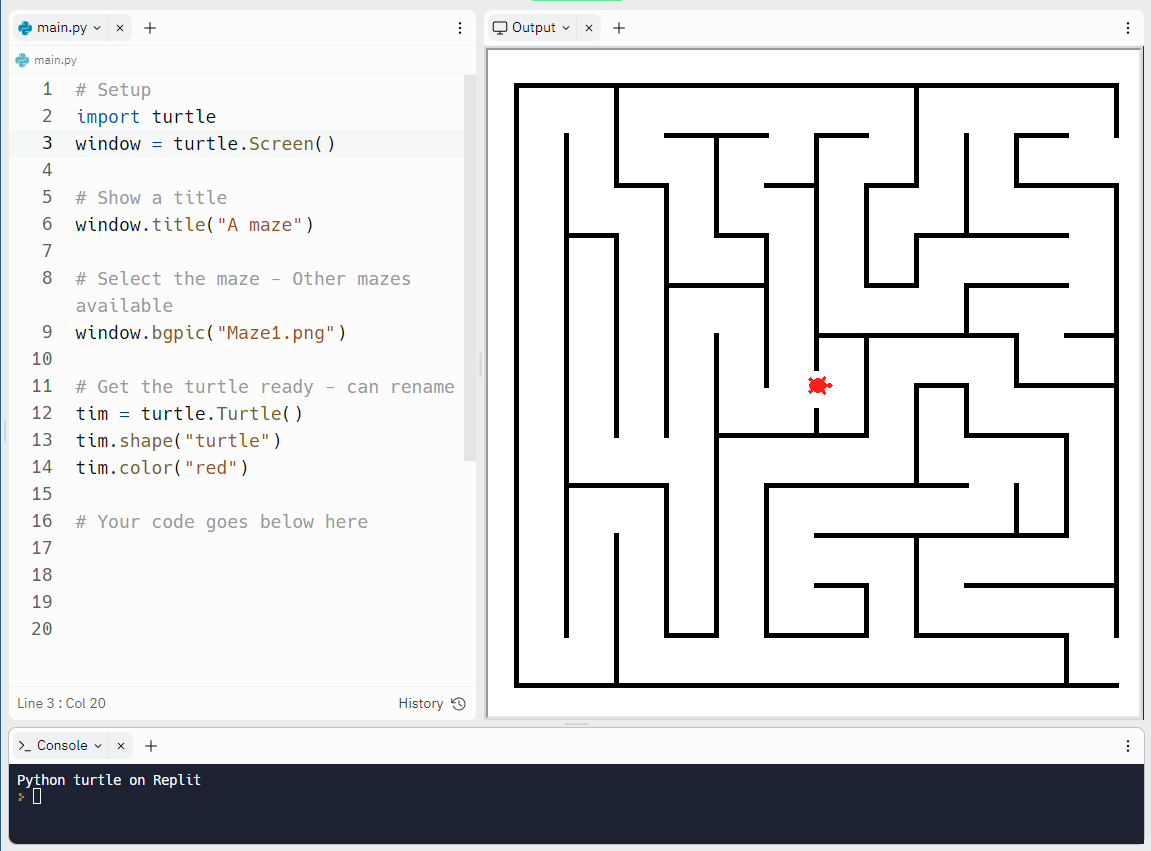 main.py
main.py
1 # Setup
2 import turtle
3 window = turtle.Screen()
4
5 # Show a title
6 window.title("A maze")
7
8 # Select the maze - Other mazes
available
9 window.bgpic("Maze1.png")
10
11 # Get the turtle ready - can rename
12 tim = turtle.Turtle()
13 tim.shape("turtle")
14 tim.color("red")
15
16 # Your code goes below here
17
18
19
20
Line 3 : Col 20 History
Output
Console
Python turtle on Replit